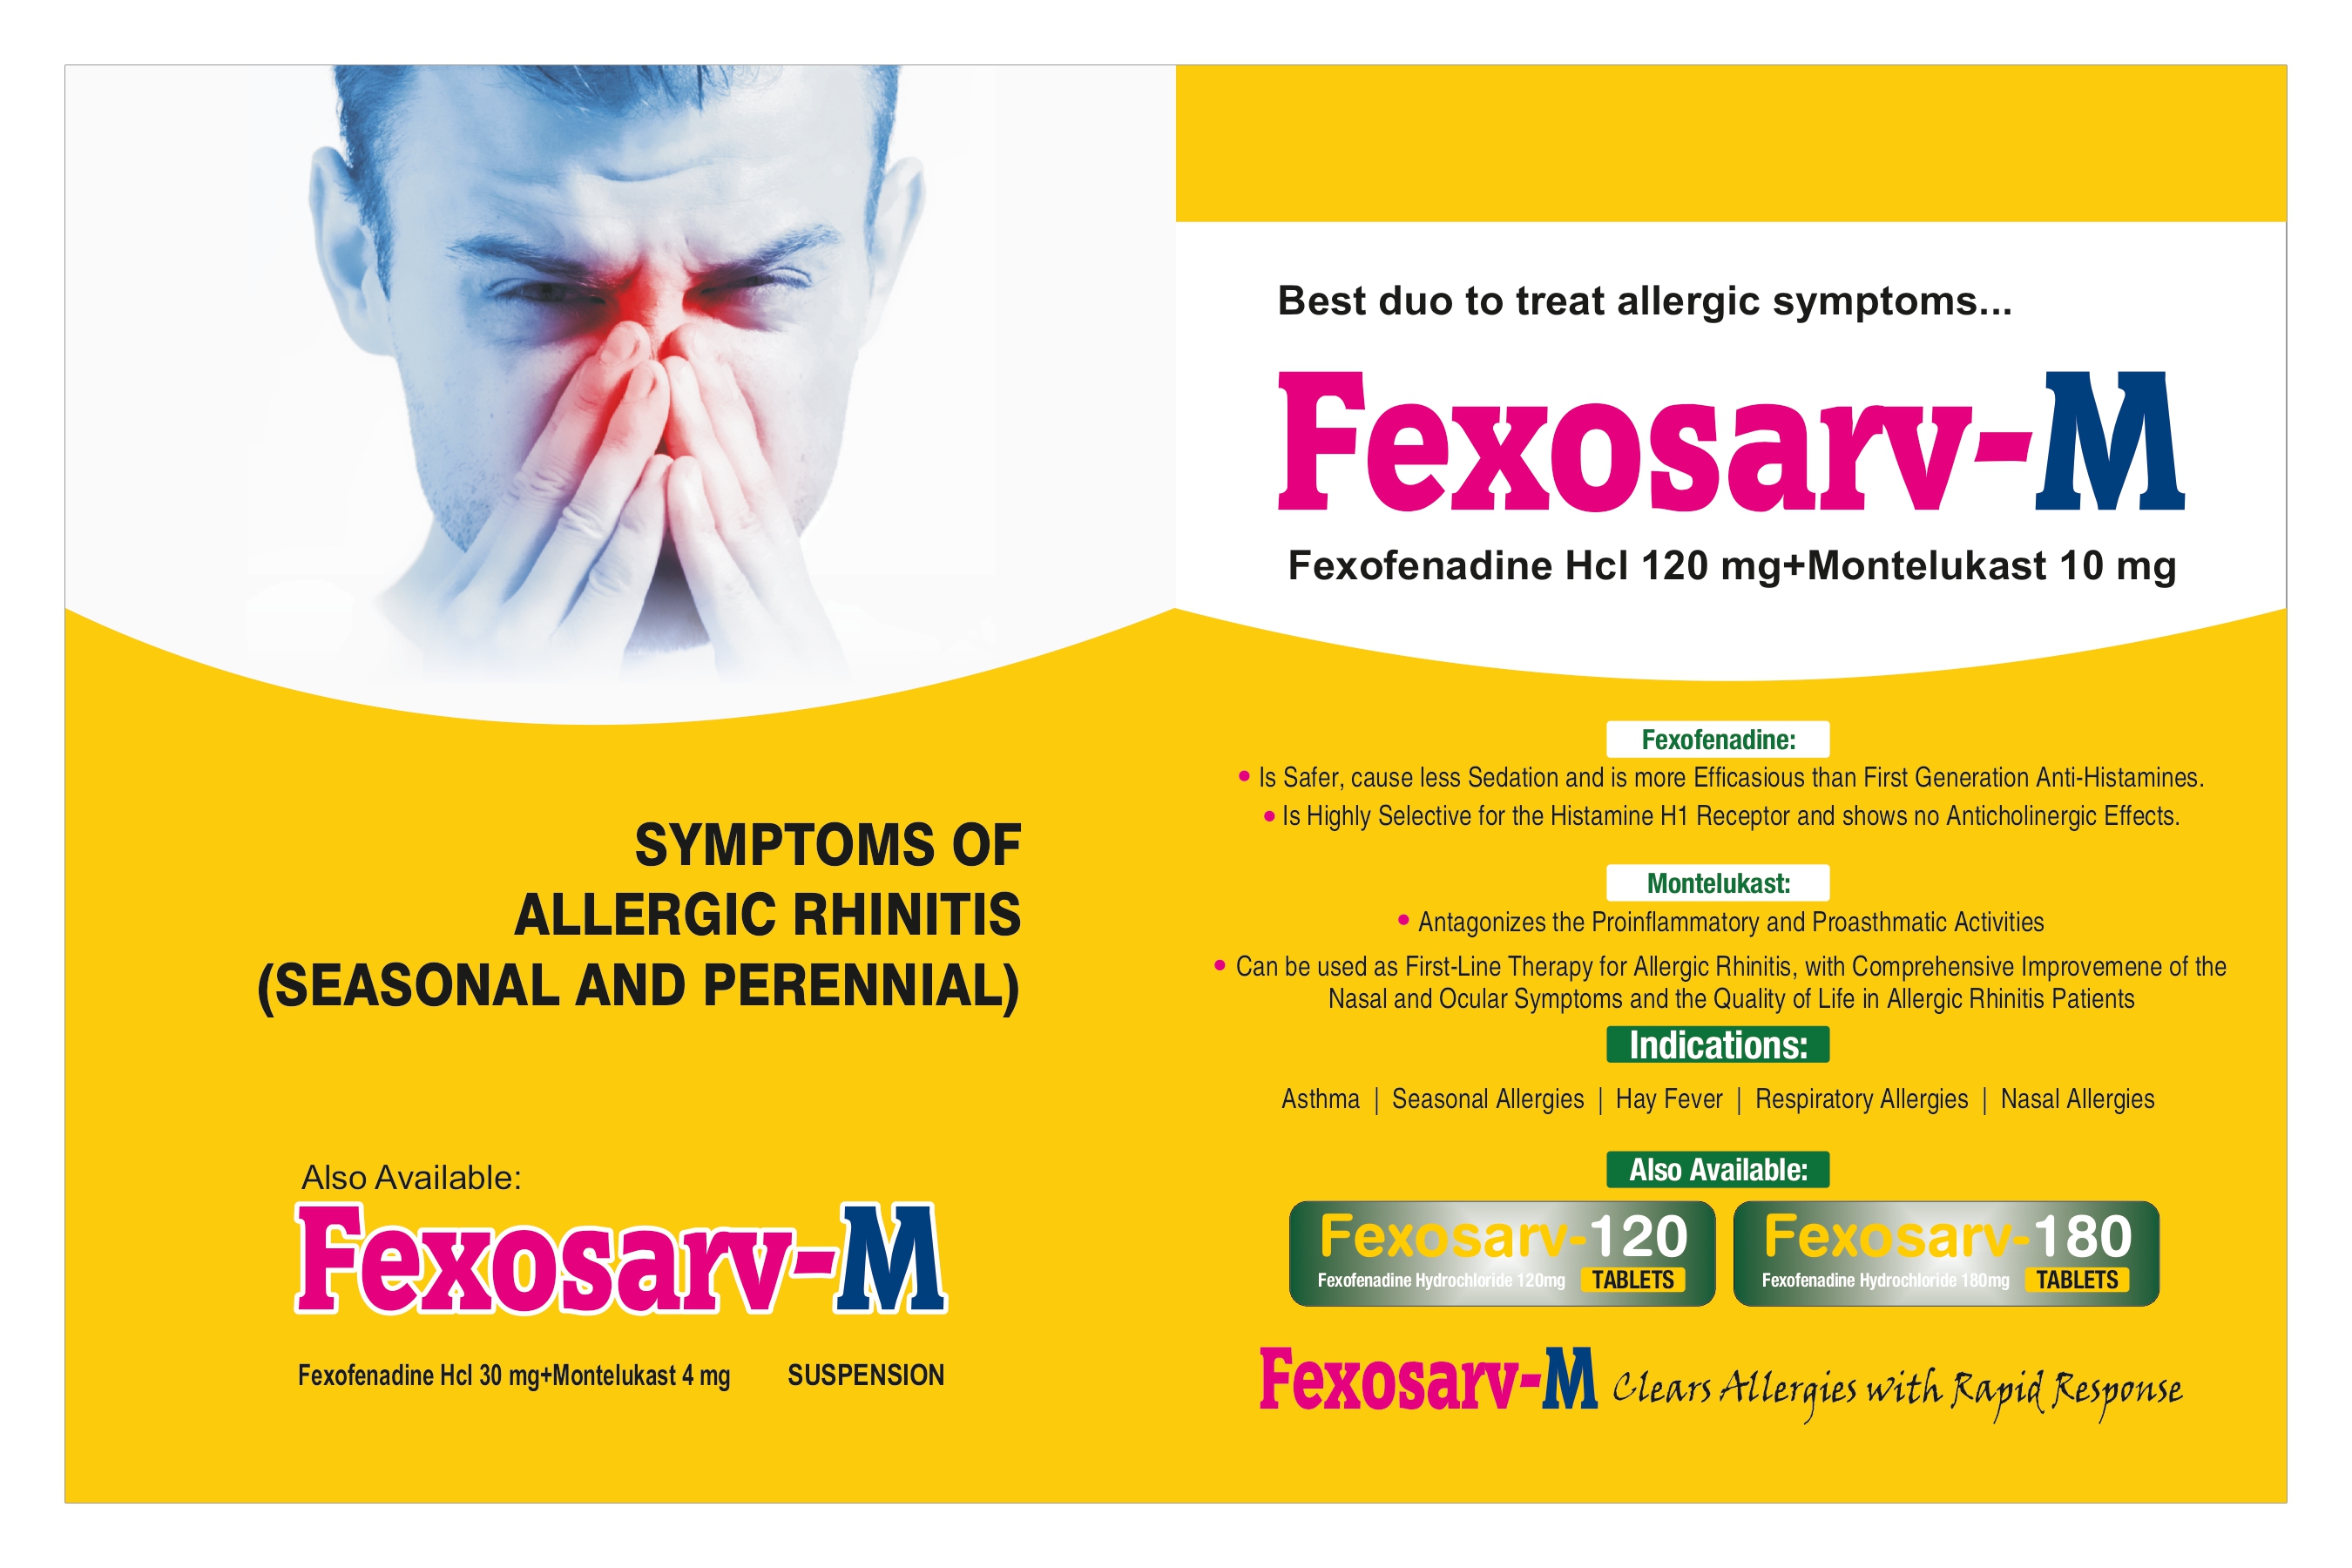 SYMPTOMS OF
ALLERGIC RHINITIS
(SEASONAL AND PERENNIAL)
Also Available:
Fexosarv-M
Fexofenadine Hcl 30 mg+Montelukast 4 mg SUSPENSION
Best duo to treat allergic symptoms...
Fexosarv-M
Fexofenadine Hcl 120 mg+Montelukast 10 mg
Fexofenadine:
• Is Safer, cause less Sedation and is more Efficasious than First Generation Anti-Histamines.
• Is Highly Selective for the Histamine H1 Receptor and shows no Anticholinergic Effects.
Montelukast:
• Antagonizes the Proinflammatory and Proasthmatic Activities
• Can be used as First-Line Therapy for Allergic Rhinitis, with Comprehensive Improvemene of the
Nasal and Ocular Symptoms and the Quality of Life in Allergic Rhinitis Patients
Indications:
Asthma | Seasonal Allergies | Hay Fever | Respiratory Allergies | Nasal Allergies
Also Available:
Fexosarv-120
Fexofenadine Hydrochloride 120mg TABLETS
Fexosarv-180
Fexofenadine Hydrochloride 180mg TABLETS
Fexosarv-M Clears Allergies with Rapid Response